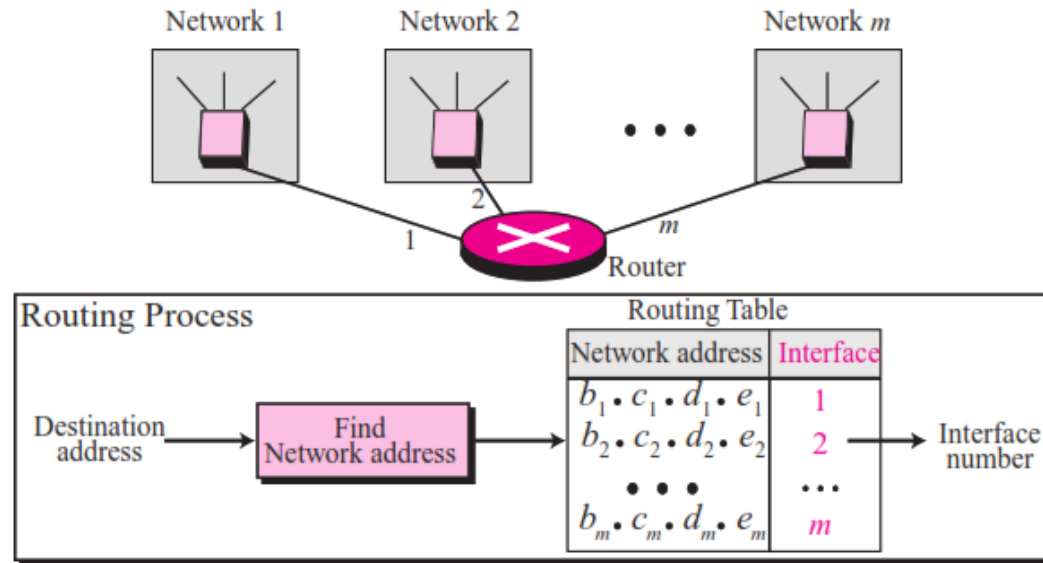 Network 1
Network 2
Network m
1
2
m
Router
Routing Process
Routing Table
Network address Interface
b₁.c₁.d₁.e₁ 1
b₂.c₂.d₂.e₂ 2
• • • ...
bₘ.cₘ.dₘ.eₘ m
Destination
address
Find
Network address
Interface
number